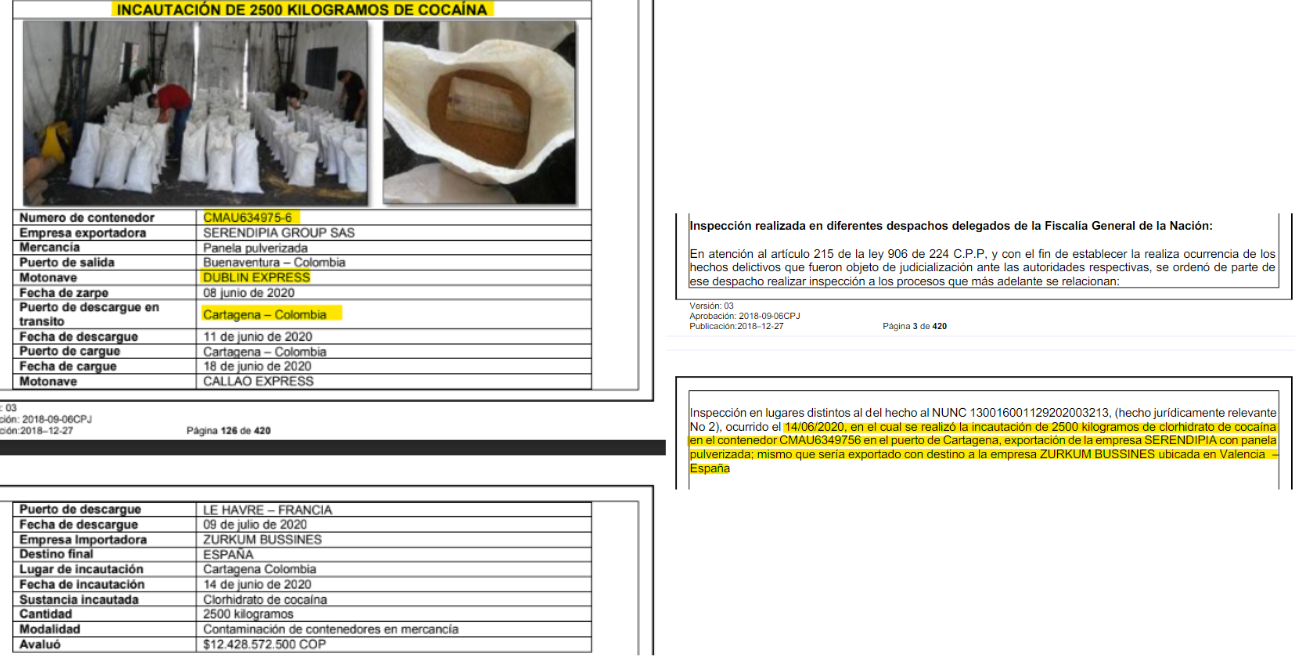 INCAUTACIÓN DE 2500 KILOGRAMOS DE COCAÍNA
Numero de contenedor CMAU634975-6
Empresa exportadora SERENDIPIA GROUP SAS
Mercancía Panela pulverizada
Puerto de salida Buenaventura – Colombia
Motonave DUBLIN EXPRESS
Fecha de zarpe 08 junio de 2020
Puerto de descargue en
transito Cartagena – Colombia
Fecha de descargue 11 de junio de 2020
Puerto de cargue Cartagena – Colombia
Fecha de cargue 18 de junio de 2020
Motonave CALLAO EXPRESS
: 03
ción: 2018-09-06CPJ
ción:2018–12-27 Página 126 de 420
Puerto de descargue LE HAVRE – FRANCIA
Fecha de descargue 09 de julio de 2020
Empresa Importadora ZURKUM BUSSINES
Destino final ESPAÑA
Lugar de incautación Cartagena Colombia
Fecha de incautación 14 de junio de 2020
Sustancia incautada Clorhidrato de cocaína
Cantidad 2500 kilogramos
Modalidad Contaminación de contenedores en mercancía
Avaluó $12.428.572.500 COP
Inspección realizada en diferentes despachos delegados de la Fiscalía General de la Nación:
En atención al artículo 215 de la ley 906 de 224 C.P.P, y con el fin de establecer la realiza ocurrencia de los
hechos delictivos que fueron objeto de judicialización ante las autoridades respectivas, se ordenó de parte de
ese despacho realizar inspección a los procesos que más adelante se relacionan:
Versión: 03
Aprobación: 2018-09-06CPJ
Publicación:2018–12-27 Página 3 de 420
Inspección en lugares distintos al del hecho al NUNC 130016001129202003213, (hecho jurídicamente relevante
No 2), ocurrido el 14/06/2020, en el cual se realizó la incautación de 2500 kilogramos de clorhidrato de cocaína
en el contenedor CMAU6349756 en el puerto de Cartagena, exportación de la empresa SERENDIPIA con panela
pulverizada; mismo que sería exportado con destino a la empresa ZURKUM BUSSINES ubicada en Valencia –
España